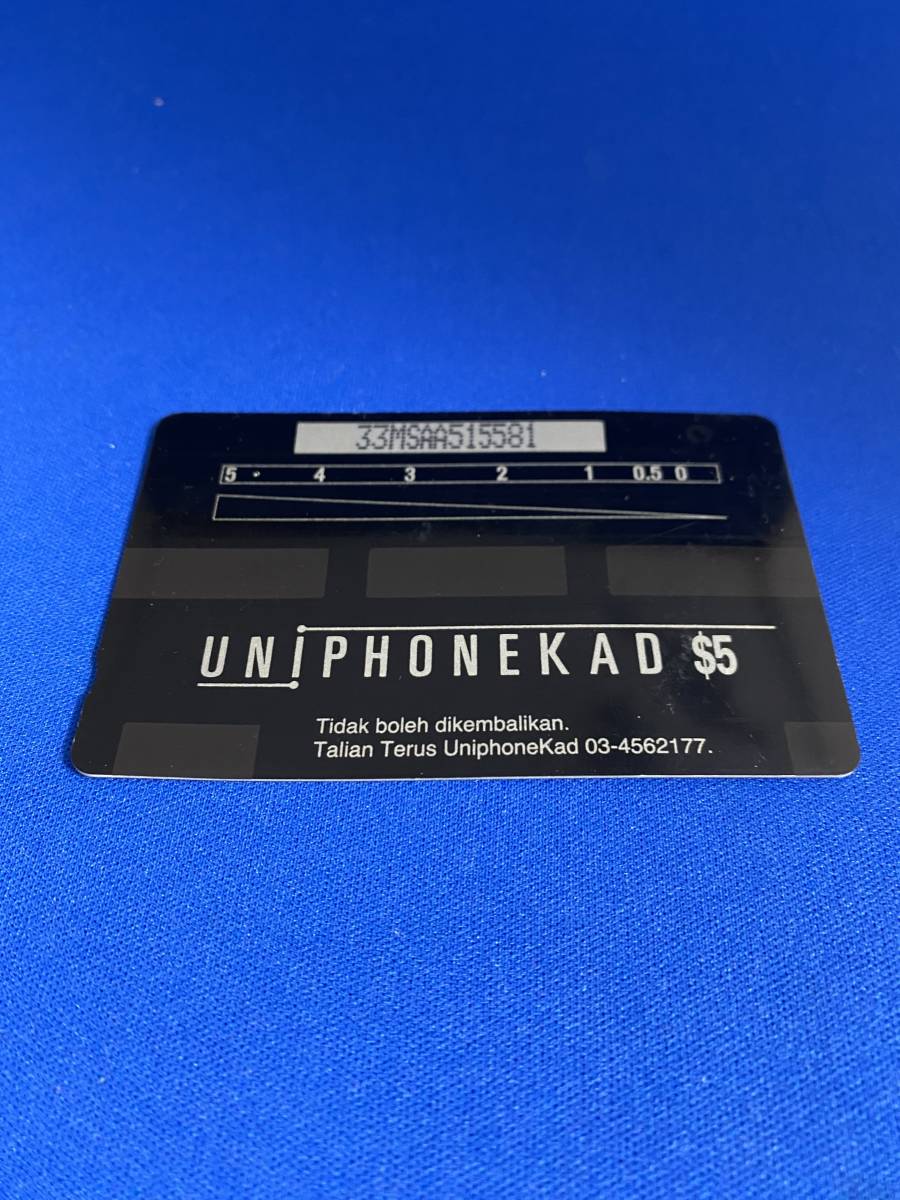 33MSAA515581
5 4 3 2 1 0.5 0
UNiPHONEKAD $5
Tidak boleh dikembalikan.
Talian Terus UniphoneKad 03-4562177.